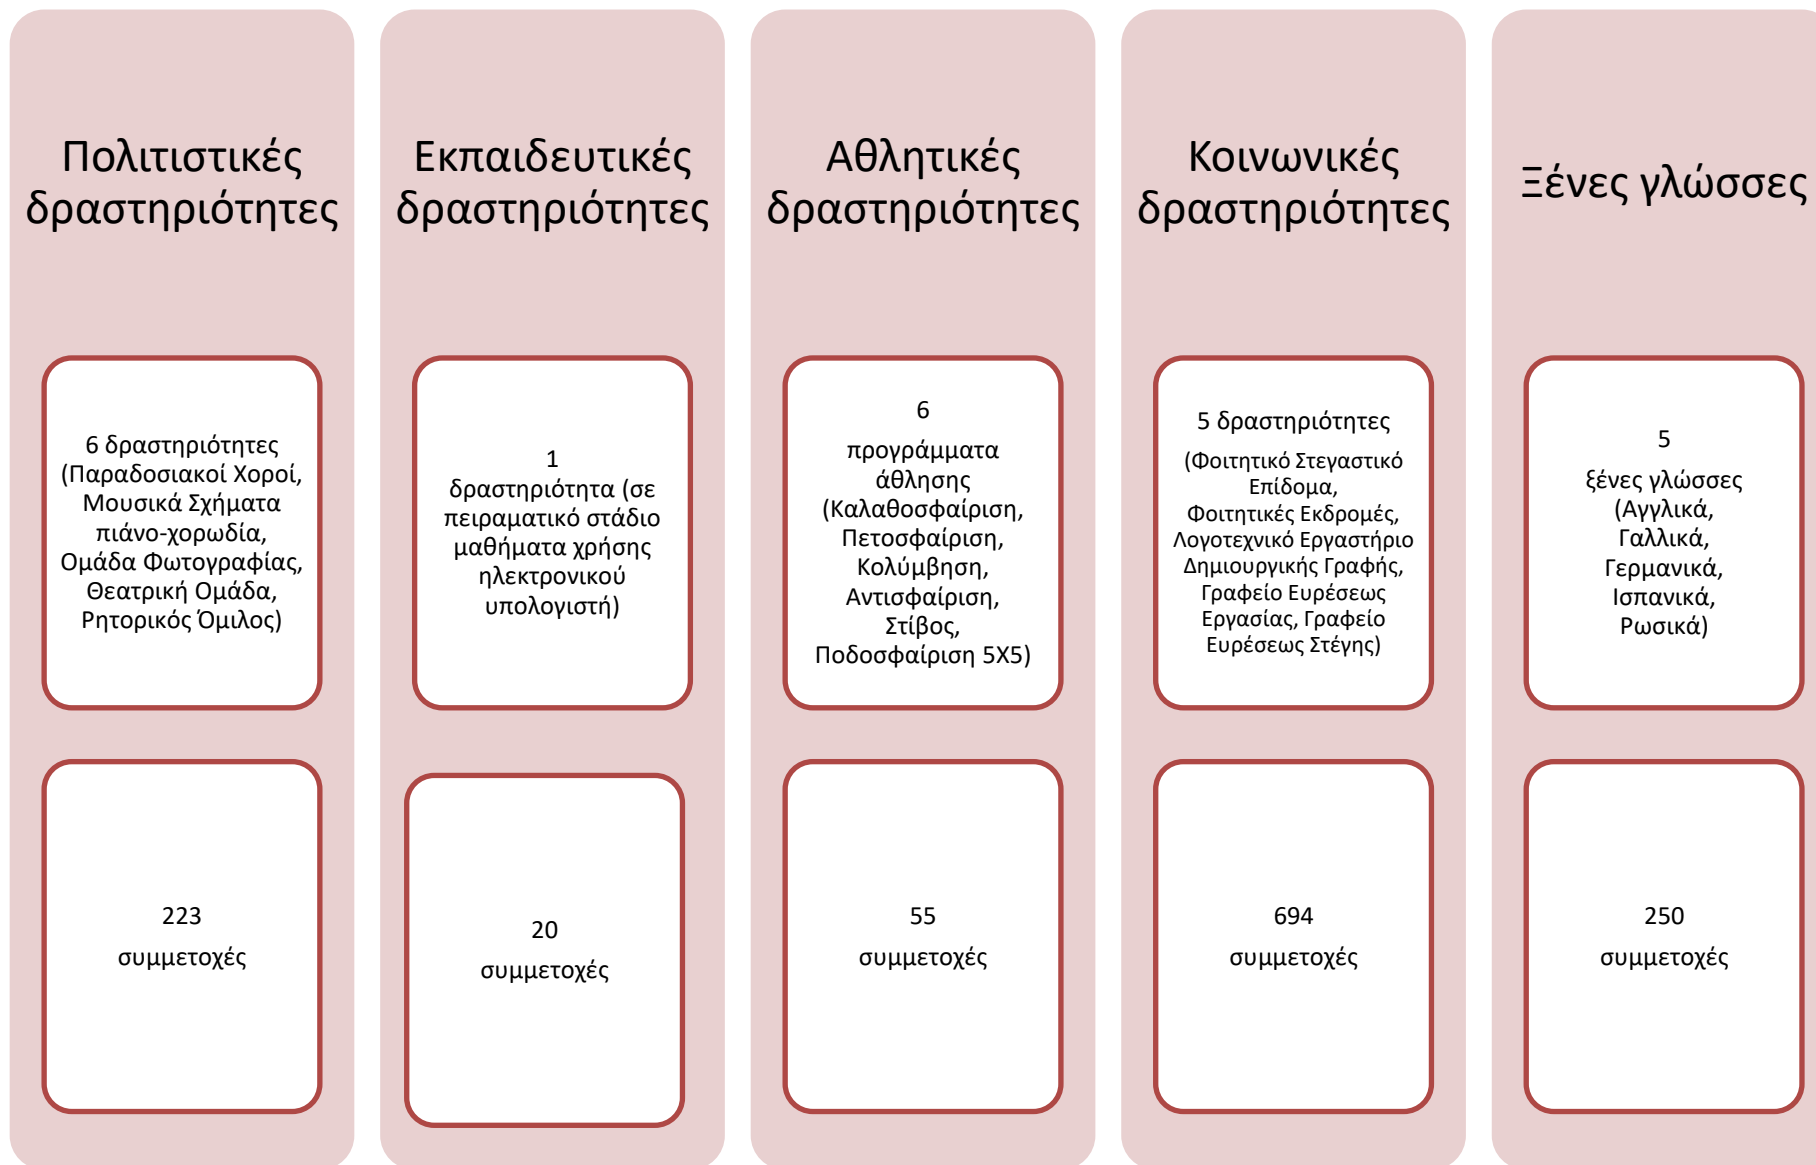 Πολιτιστικές
δραστηριότητες
6 δραστηριότητες
(Παραδοσιακοί Χοροί,
Μουσικά Σχήματα
πιάνο-χορωδία,
Ομάδα Φωτογραφίας,
Θεατρική Ομάδα,
Ρητορικός Όμιλος)
223
συμμετοχές
Εκπαιδευτικές
δραστηριότητες
1
δραστηριότητα (σε
πειραματικό στάδιο
μαθήματα χρήσης
ηλεκτρονικού
υπολογιστή)
20
συμμετοχές
Αθλητικές
δραστηριότητες
6
προγράμματα
άθλησης
(Καλαθοσφαίριση,
Πετοσφαίριση,
Κολύμβηση,
Αντισφαίριση,
Στίβος,
Ποδοσφαίριση 5Χ5)
55
συμμετοχές
Κοινωνικές
δραστηριότητες
5 δραστηριότητες
(Φοιτητικό Στεγαστικό
Επίδομα,
Φοιτητικές Εκδρομές,
Λογοτεχνικό Εργαστήριο
Δημιουργικής Γραφής,
Γραφείο Ευρέσεως
Εργασίας, Γραφείο
Ευρέσεως Στέγης)
694
συμμετοχές
Ξένες γλώσσες
5
ξένες γλώσσες
(Αγγλικά,
Γαλλικά,
Γερμανικά,
Ισπανικά,
Ρωσικά)
250
συμμετοχές